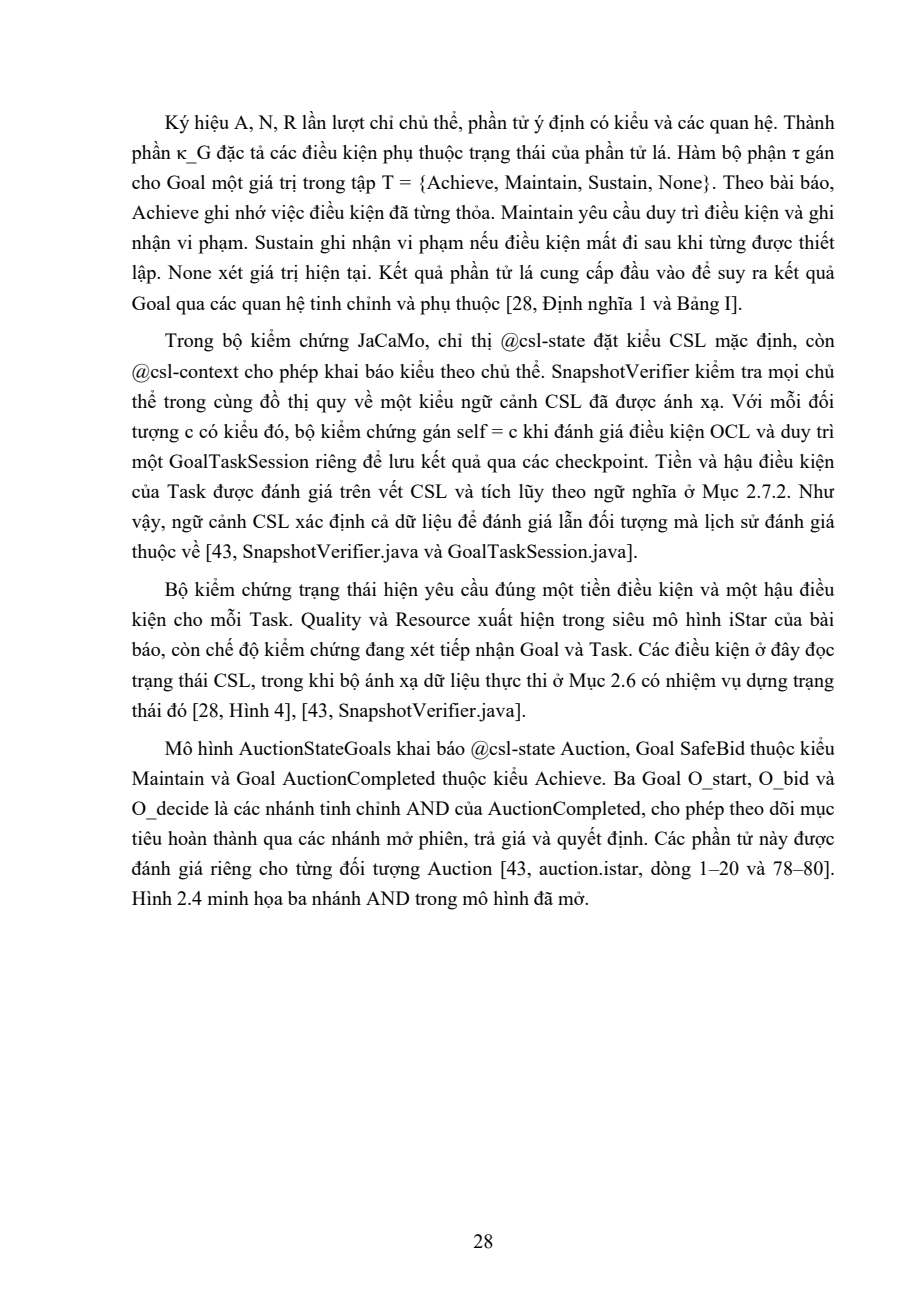 Ký hiệu A, N, R lần lượt chỉ chủ thể, phần tử ý định có kiểu và các quan hệ. Thành
phần κ_G đặc tả các điều kiện phụ thuộc trạng thái của phần tử lá. Hàm bộ phận τ gán
cho Goal một giá trị trong tập T = {Achieve, Maintain, Sustain, None}. Theo bài báo,
Achieve ghi nhớ việc điều kiện đã từng thỏa. Maintain yêu cầu duy trì điều kiện và ghi
nhận vi phạm. Sustain ghi nhận vi phạm nếu điều kiện mất đi sau khi từng được thiết
lập. None xét giá trị hiện tại. Kết quả phần tử lá cung cấp đầu vào để suy ra kết quả
Goal qua các quan hệ tinh chỉnh và phụ thuộc [28, Định nghĩa 1 và Bảng I].
Trong bộ kiểm chứng JaCaMo, chỉ thị @csl-state đặt kiểu CSL mặc định, còn
@csl-context cho phép khai báo kiểu theo chủ thể. SnapshotVerifier kiểm tra mọi chủ
thể trong cùng đồ thị quy về một kiểu ngữ cảnh CSL đã được ánh xạ. Với mỗi đối
tượng c có kiểu đó, bộ kiểm chứng gán self = c khi đánh giá điều kiện OCL và duy trì
một GoalTaskSession riêng để lưu kết quả qua các checkpoint. Tiền và hậu điều kiện
của Task được đánh giá trên vết CSL và tích lũy theo ngữ nghĩa ở Mục 2.7.2. Như
vậy, ngữ cảnh CSL xác định cả dữ liệu để đánh giá lẫn đối tượng mà lịch sử đánh giá
thuộc về [43, SnapshotVerifier.java và GoalTaskSession.java].
Bộ kiểm chứng trạng thái hiện yêu cầu đúng một tiền điều kiện và một hậu điều
kiện cho mỗi Task. Quality và Resource xuất hiện trong siêu mô hình iStar của bài
báo, còn chế độ kiểm chứng đang xét tiếp nhận Goal và Task. Các điều kiện ở đây đọc
trạng thái CSL, trong khi bộ ánh xạ dữ liệu thực thi ở Mục 2.6 có nhiệm vụ dựng trạng
thái đó [28, Hình 4], [43, SnapshotVerifier.java].
Mô hình AuctionStateGoals khai báo @csl-state Auction, Goal SafeBid thuộc kiểu
Maintain và Goal AuctionCompleted thuộc kiểu Achieve. Ba Goal O_start, O_bid và
O_decide là các nhánh tinh chỉnh AND của AuctionCompleted, cho phép theo dõi mục
tiêu hoàn thành qua các nhánh mở phiên, trả giá và quyết định. Các phần tử này được
đánh giá riêng cho từng đối tượng Auction [43, auction.istar, dòng 1–20 và 78–80].
Hình 2.4 minh họa ba nhánh AND trong mô hình đã mở.
28